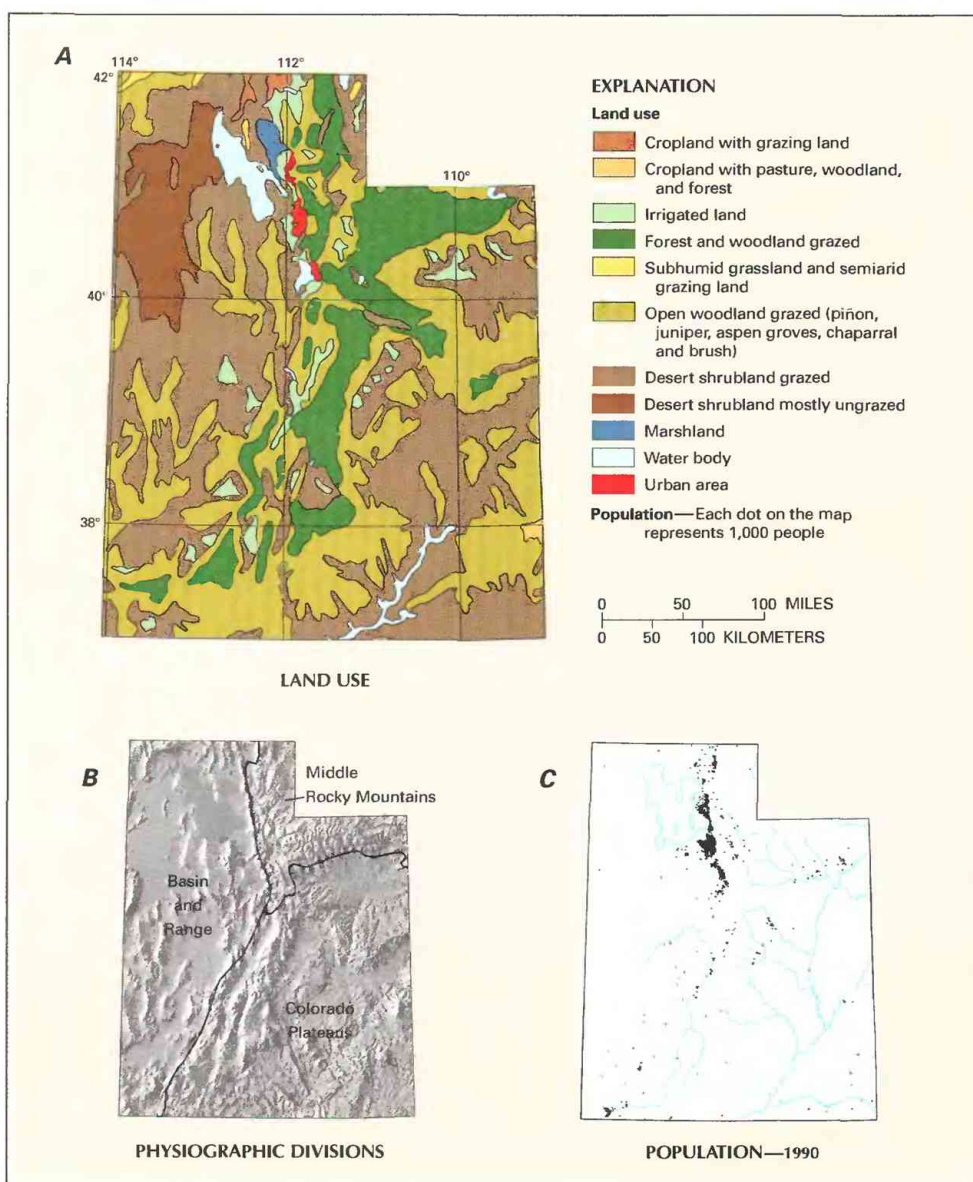 A
114°
112°
42°
110°
40°
38°
LAND USE
EXPLANATION
Land use
Cropland with grazing land
Cropland with pasture, woodland,
and forest
Irrigated land
Forest and woodland grazed
Subhumid grassland and semiarid
grazing land
Open woodland grazed (piñon,
juniper, aspen groves, chaparral
and brush)
Desert shrubland grazed
Desert shrubland mostly ungrazed
Marshland
Water body
Urban area
Population—Each dot on the map
represents 1,000 people
0 50 100 MILES
0 50 100 KILOMETERS
B
Middle
Rocky Mountains
Basin
and
Range
Colorado
Plateaus
PHYSIOGRAPHIC DIVISIONS
C
POPULATION—1990